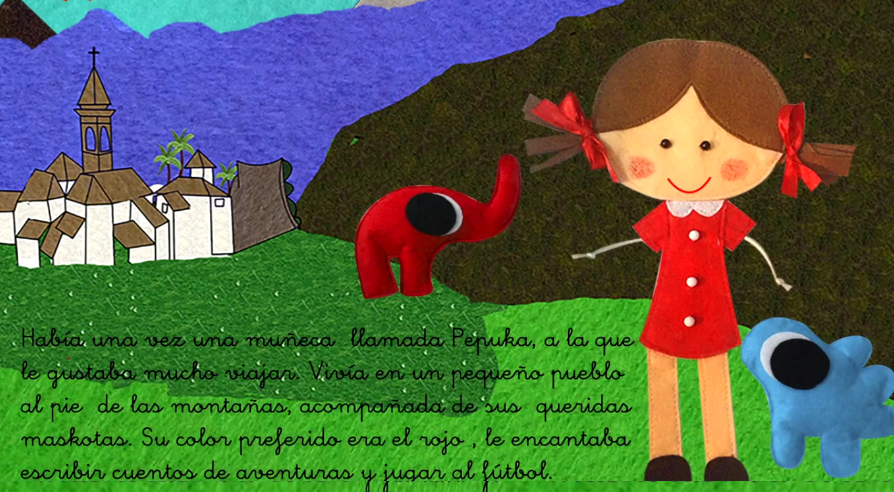 Había una vez una muñeca llamada Pepuka, a la que
le gustaba mucho viajar. Vivía en un pequeño pueblo
al pie de las montañas, acompañada de sus queridas
maskotas. Su color preferido era el rojo , le encantaba
escribir cuentos de aventuras y jugar al fútbol.